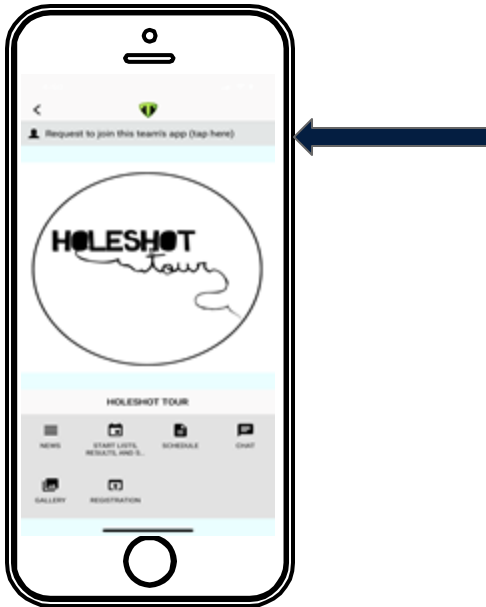 Request to join this team's app (tap here)
HOLESHOT
tour
HOLESHOT TOUR
NEWS
START LISTS,
RESULTS, AND S..
SCHEDULE
CHAT
GALLERY
REGISTRATION